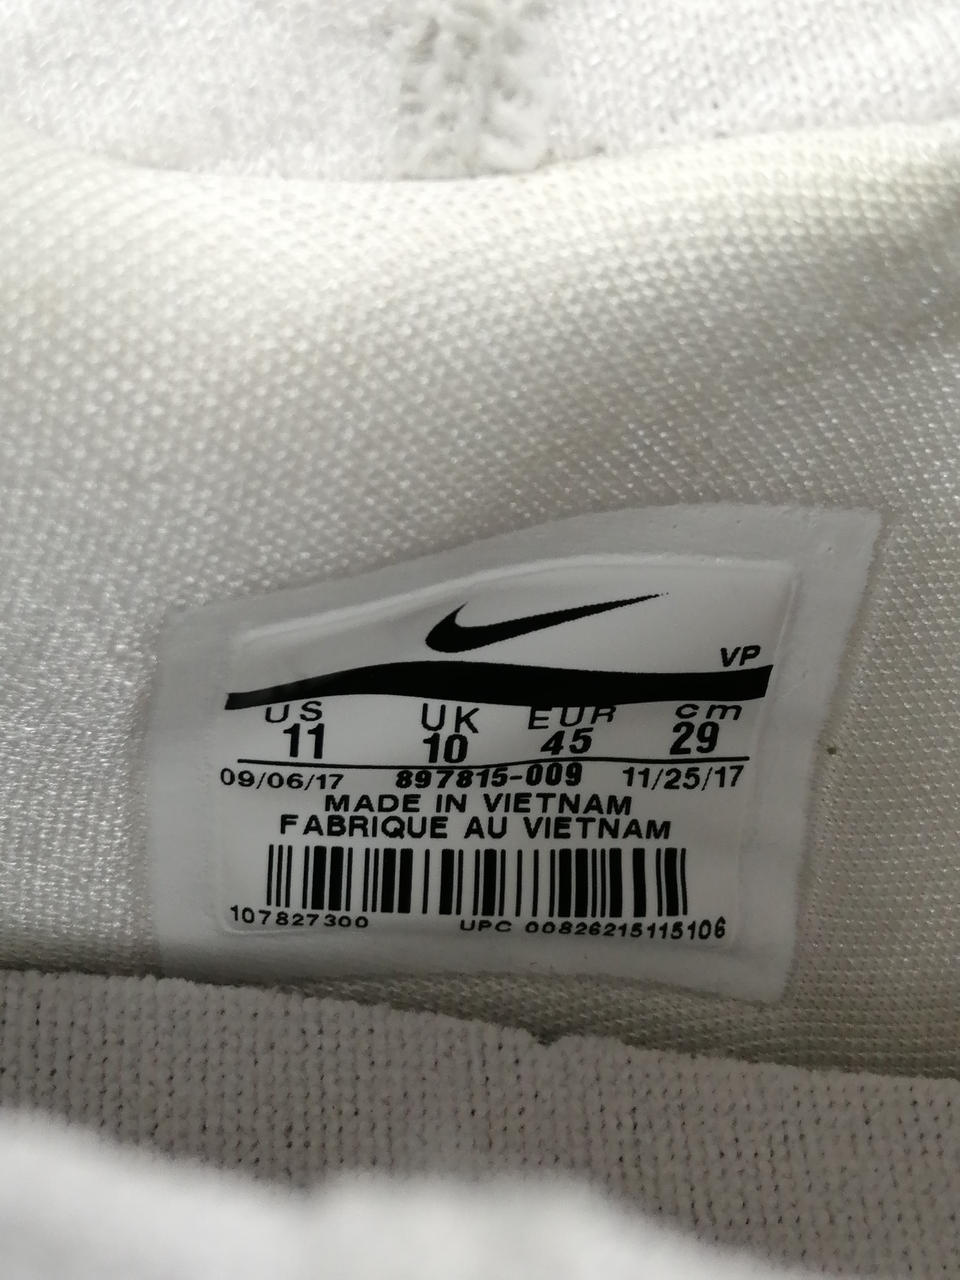 VP
US UK EUR cm
11 10 45 29
09/06/17 897815-009 11/25/17
MADE IN VIETNAM
FABRIQUE AU VIETNAM
107827300 UPC 00826215115106